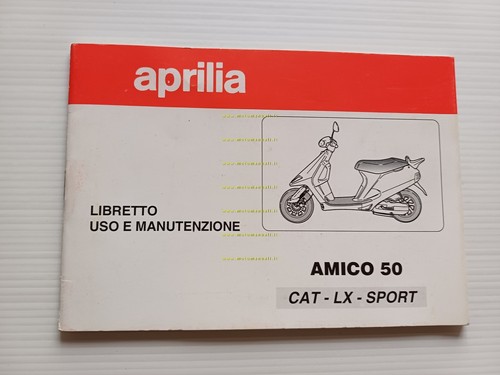 aprilia
LIBRETTO
USO E MANUTENZIONE
AMICO 50
CAT - LX - SPORT